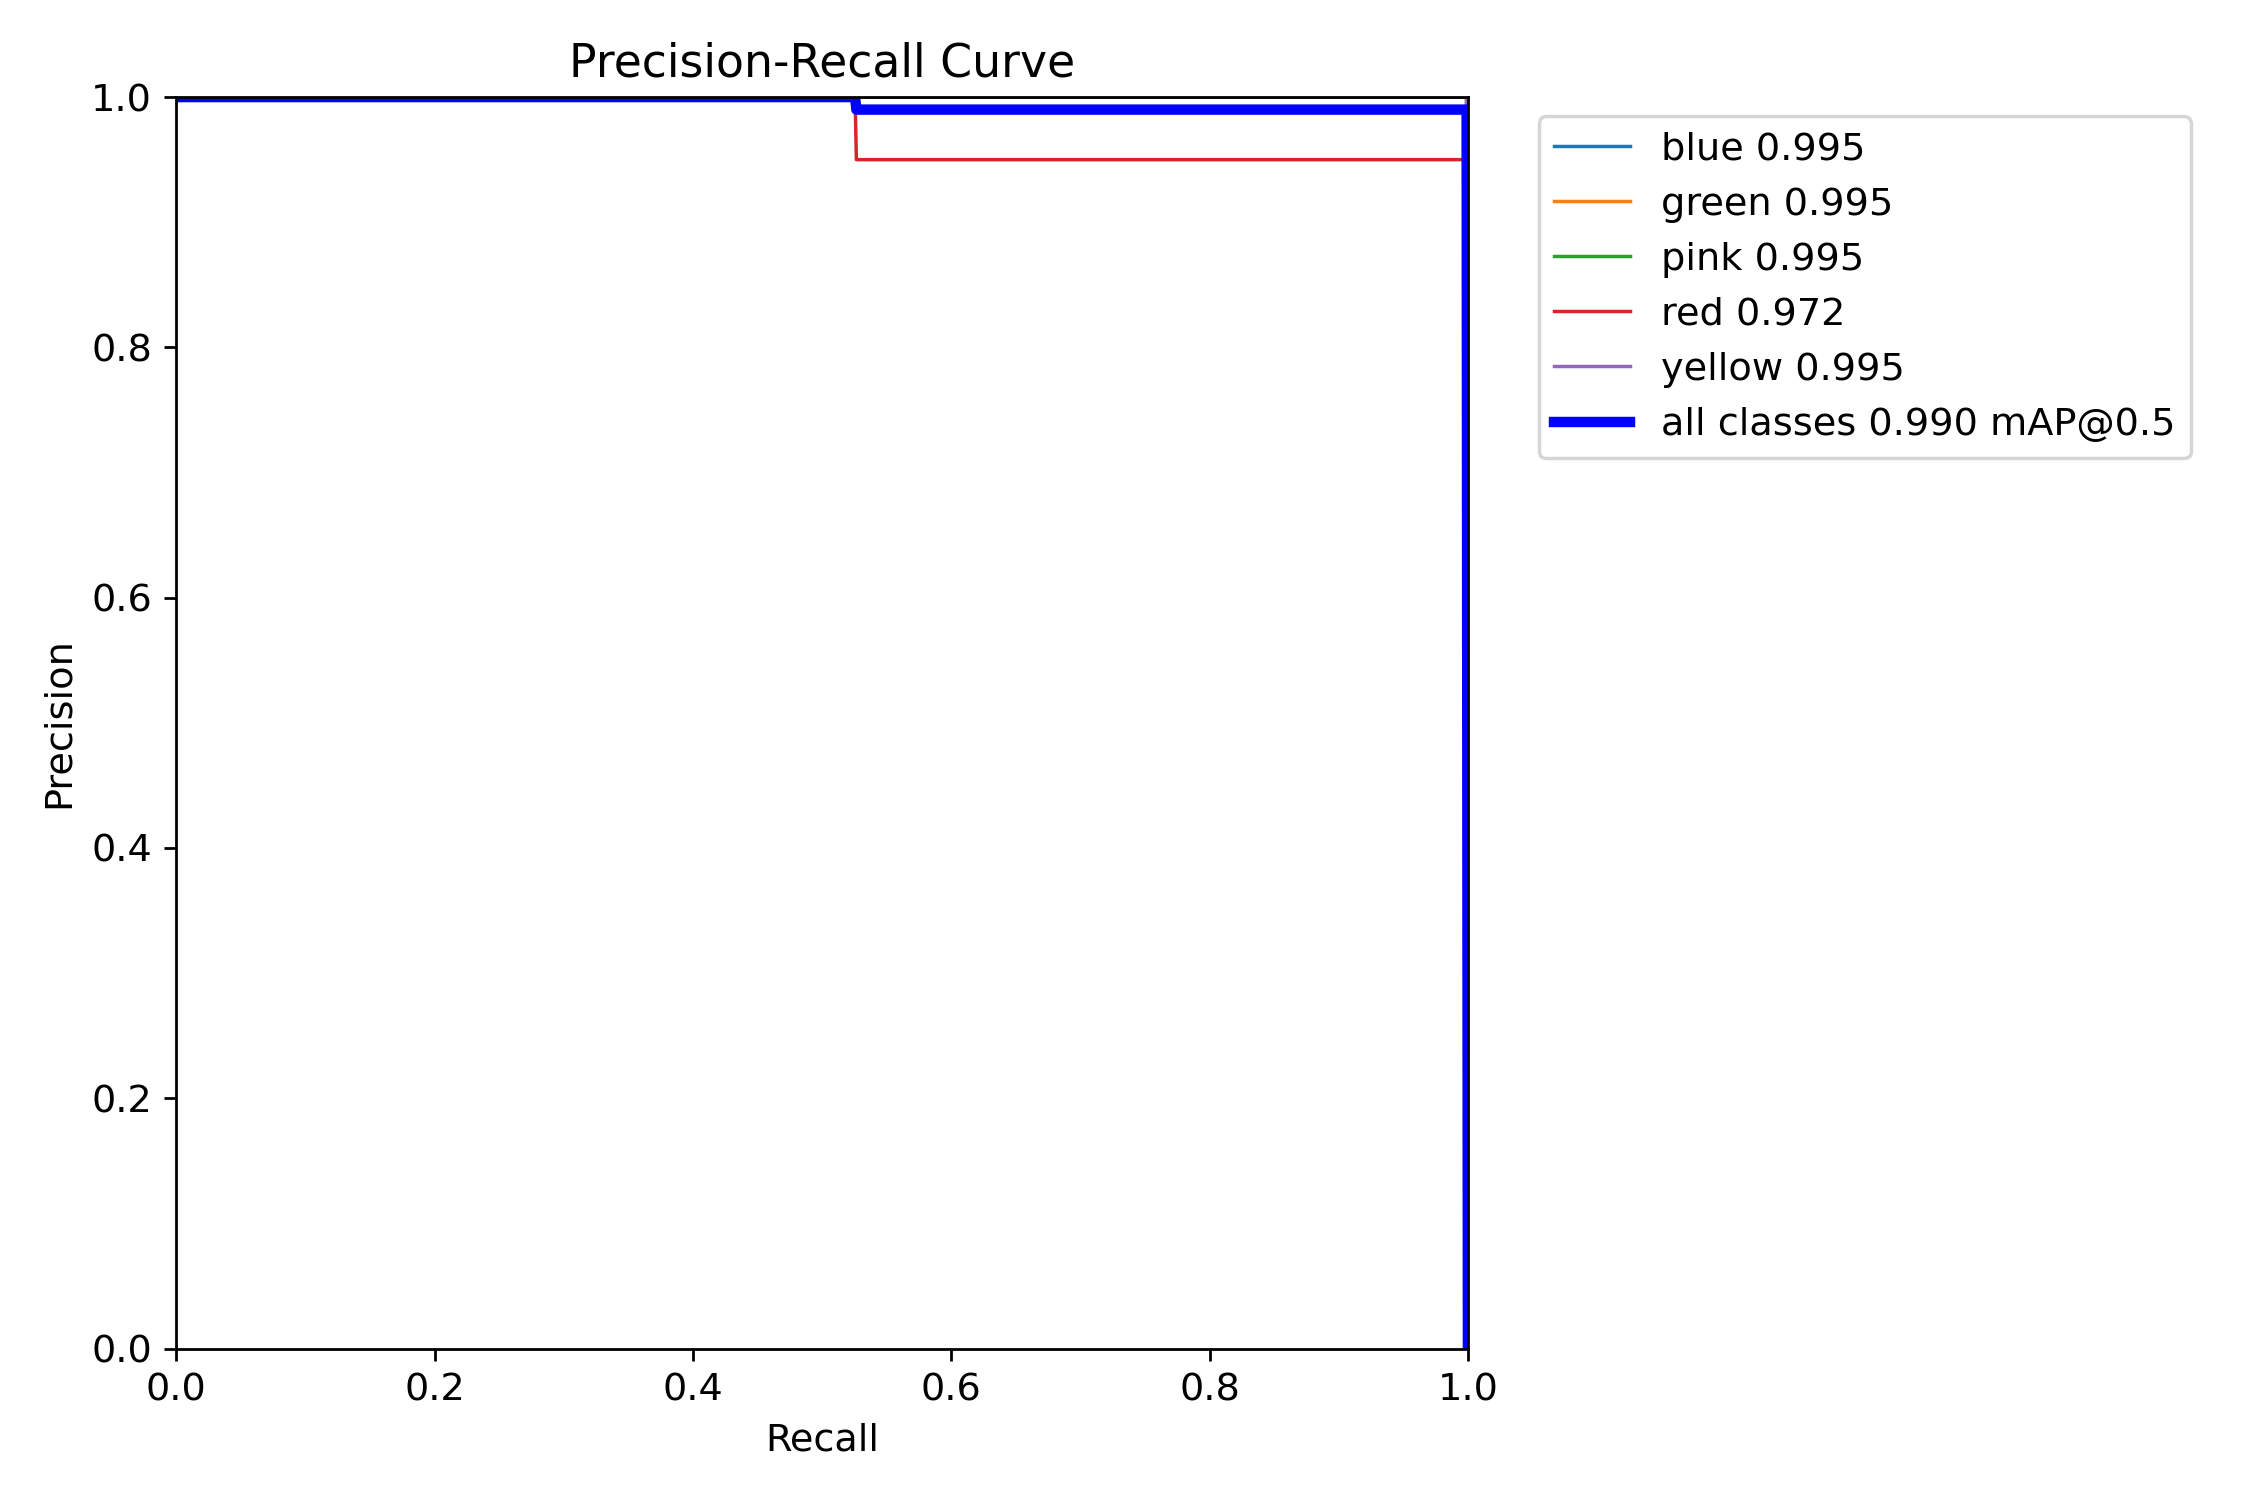 Precision-Recall Curve
1.0
0.8
0.6
0.4
0.2
0.0
Precision
0.0 0.2 0.4 0.6 0.8 1.0
Recall
blue 0.995
green 0.995
pink 0.995
red 0.972
yellow 0.995
all classes 0.990 mAP@0.5